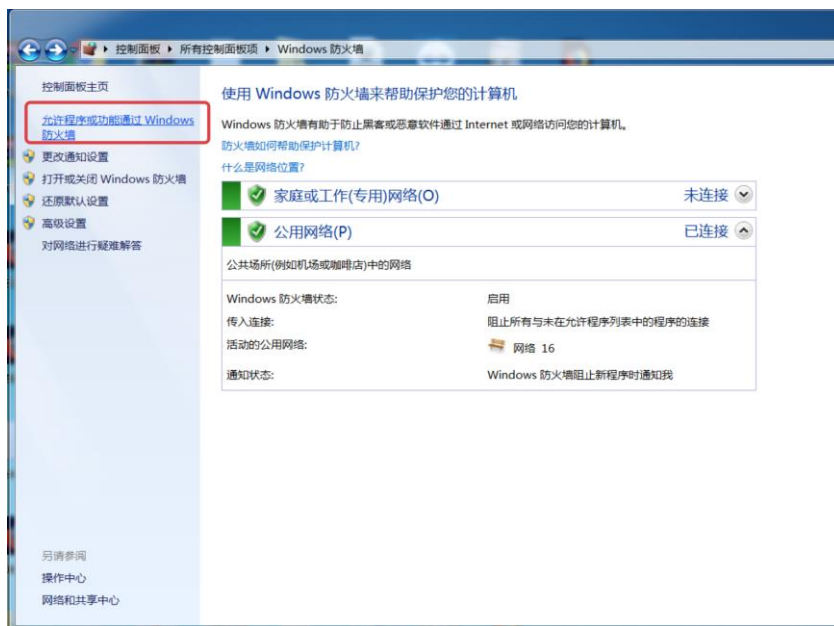 控制面板 ▸ 所有控制面板项 ▸ Windows 防火墙
控制面板主页
允许程序或功能通过 Windows
防火墙
更改通知设置
打开或关闭 Windows 防火墙
还原默认设置
高级设置
对网络进行疑难解答
另请参阅
操作中心
网络和共享中心
使用 Windows 防火墙来帮助保护您的计算机
Windows 防火墙有助于防止黑客或恶意软件通过 Internet 或网络访问您的计算机。
防火墙如何帮助保护计算机?
什么是网络位置?
家庭或工作(专用)网络(O) 未连接
公用网络(P) 已连接
公共场所(例如机场或咖啡店)中的网络
Windows 防火墙状态: 启用
传入连接: 阻止所有与未在允许程序列表中的程序的连接
活动的公用网络: 网络 16
通知状态: Windows 防火墙阻止新程序时通知我